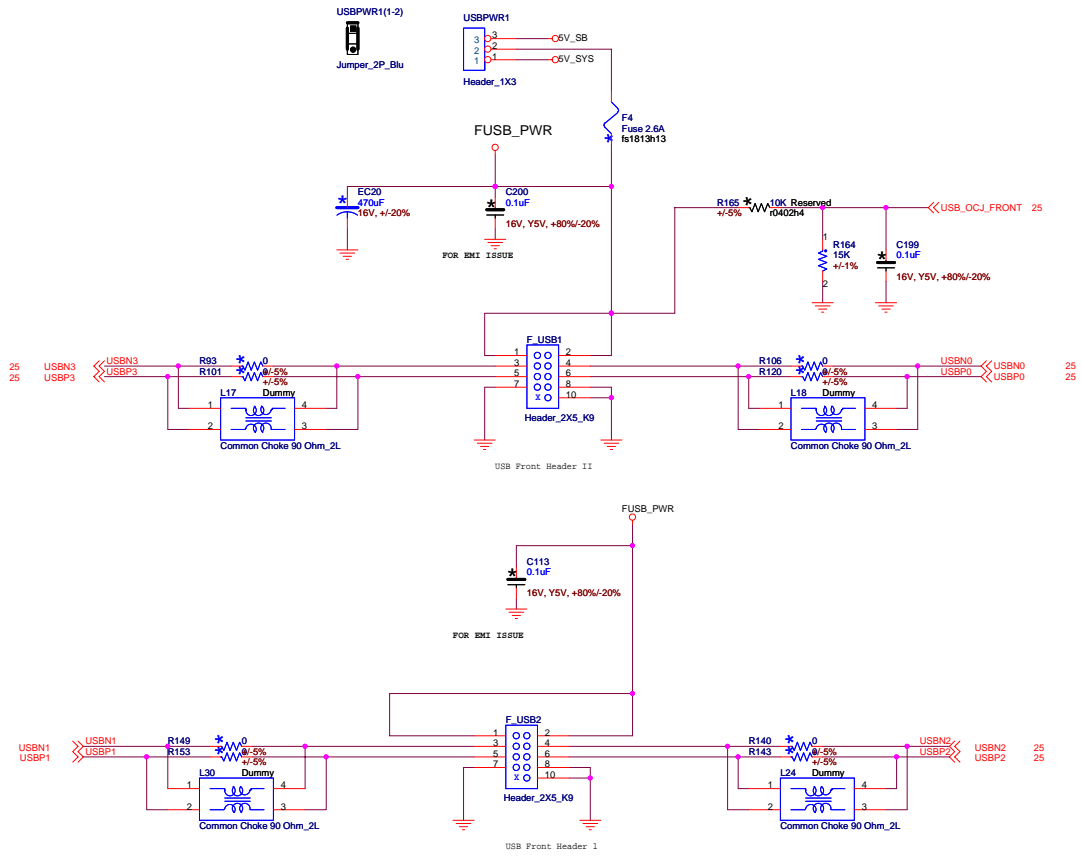 USBPWR1(1-2)
Jumper_2P_Blu
USBPWR1
3 3 5V_SB
2 2
1 1 5V_SYS
Header_1X3
F4
Fuse 2.6A
fs1813h13
FUSB_PWR
EC20
470uF
16V, +/-20%
C200
0.1uF
16V, Y5V, +80%/-20%
FOR EMI ISSUE
R165 10K Reserved
+/-5% r0402h4
USB_OCJ_FRONT 25
1
R164
15K
+/-1%
2
C199
0.1uF
16V, Y5V, +80%/-20%
F_USB1
1 2
3 4
5 6
7 8
X 10
Header_2X5_K9
25 USBN3 USBN3 R93 0
25 USBP3 USBP3 R101 0/-5%
+/-5%
L17 Dummy
1 4
2 3
Common Choke 90 Ohm_2L
R106 0 USBN0 USBN0 25
R120 0/-5% USBP0 USBP0 25
+/-5%
L18 Dummy
1 4
2 3
Common Choke 90 Ohm_2L
USB Front Header II
FUSB_PWR
C113
0.1uF
16V, Y5V, +80%/-20%
FOR EMI ISSUE
F_USB2
1 2
3 4
5 6
7 8
X 10
Header_2X5_K9
USBN1 USBN1 R149 0
USBP1 USBP1 R153 0/-5%
+/-5%
L30 Dummy
1 4
2 3
Common Choke 90 Ohm_2L
R140 0 USBN2 USBN2 25
R143 0/-5% USBP2 USBP2 25
+/-5%
L24 Dummy
1 4
2 3
Common Choke 90 Ohm_2L
USB Front Header 1